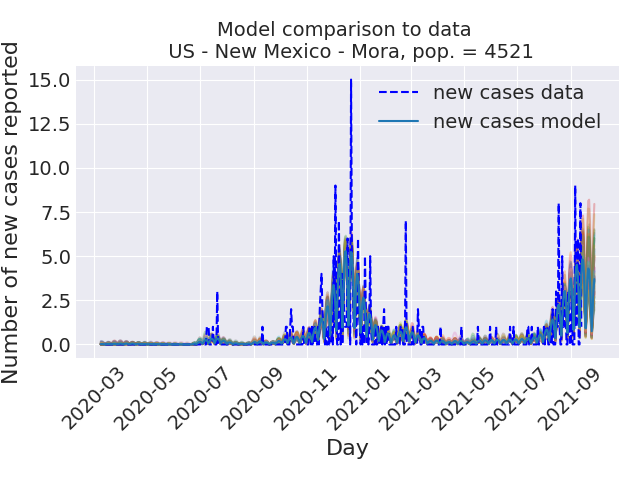 Model comparison to data
US - New Mexico - Mora, pop. = 4521
Number of new cases reported
15.0
12.5
10.0
7.5
5.0
2.5
0.0
new cases data
new cases model
2020-03
2020-05
2020-07
2020-09
2020-11
2021-01
2021-03
2021-05
2021-07
2021-09
Day